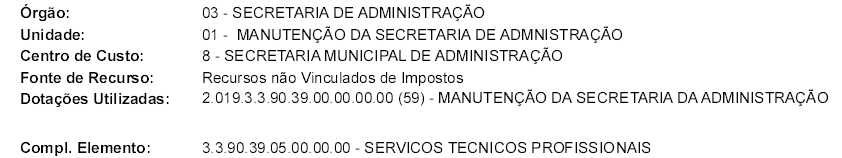 Órgão: 03 - SECRETARIA DE ADMINISTRAÇÃO
Unidade: 01 - MANUTENÇÃO DA SECRETARIA DE ADMNISTRAÇÃO
Centro de Custo: 8 - SECRETARIA MUNICIPAL DE ADMINISTRAÇÃO
Fonte de Recurso: Recursos não Vinculados de Impostos
Dotações Utilizadas: 2.019.3.3.90.39.00.00.00.00 (59) - MANUTENÇÃO DA SECRETARIA DA ADMINISTRAÇÃO
Compl. Elemento: 3.3.90.39.05.00.00.00 - SERVICOS TECNICOS PROFISSIONAIS